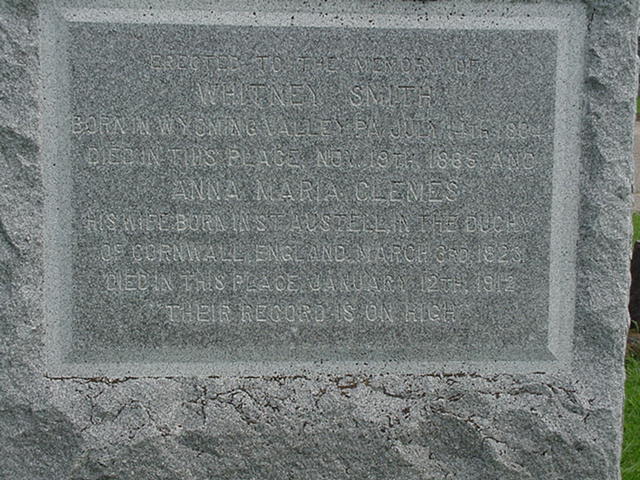 ERECTED TO THE MEMORY OF
WHITNEY SMITH
BORN IN WYOMING VALLEY, PA. JULY 14TH
DIED IN THIS PLACE, NOV. 19TH, 1885 AND
ANNA MARIA CLEMES
HIS WIFE BORN IN ST. AUSTELL, IN THE DUCHY
OF CORNWALL, ENGLAND, MARCH 3RD, 1823,
DIED IN THIS PLACE, JANUARY 12TH, 1912
"THEIR RECORD IS ON HIGH"